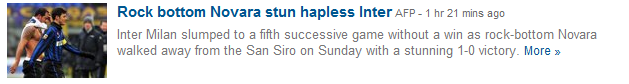 Rock bottom Novara stun hapless Inter AFP - 1 hr 21 mins ago
Inter Milan slumped to a fifth successive game without a win as rock-bottom Novara
walked away from the San Siro on Sunday with a stunning 1-0 victory. More »